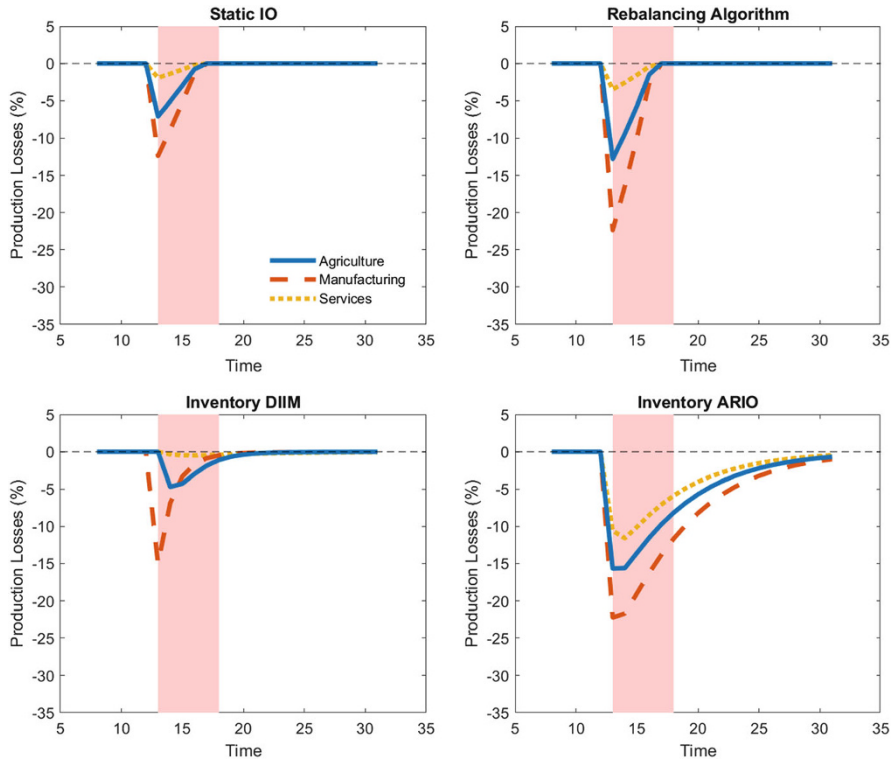 Static IO
5
0
-5
-10
-15
-20
-25
-30
-35
Production Losses (%)
Agriculture
Manufacturing
Services
5 10 15 20 25 30 35
Time
Rebalancing Algorithm
5
0
-5
-10
-15
-20
-25
-30
-35
Production Losses (%)
5 10 15 20 25 30 35
Time
Inventory DIIM
5
0
-5
-10
-15
-20
-25
-30
-35
Production Losses (%)
5 10 15 20 25 30 35
Time
Inventory ARIO
5
0
-5
-10
-15
-20
-25
-30
-35
Production Losses (%)
5 10 15 20 25 30 35
Time